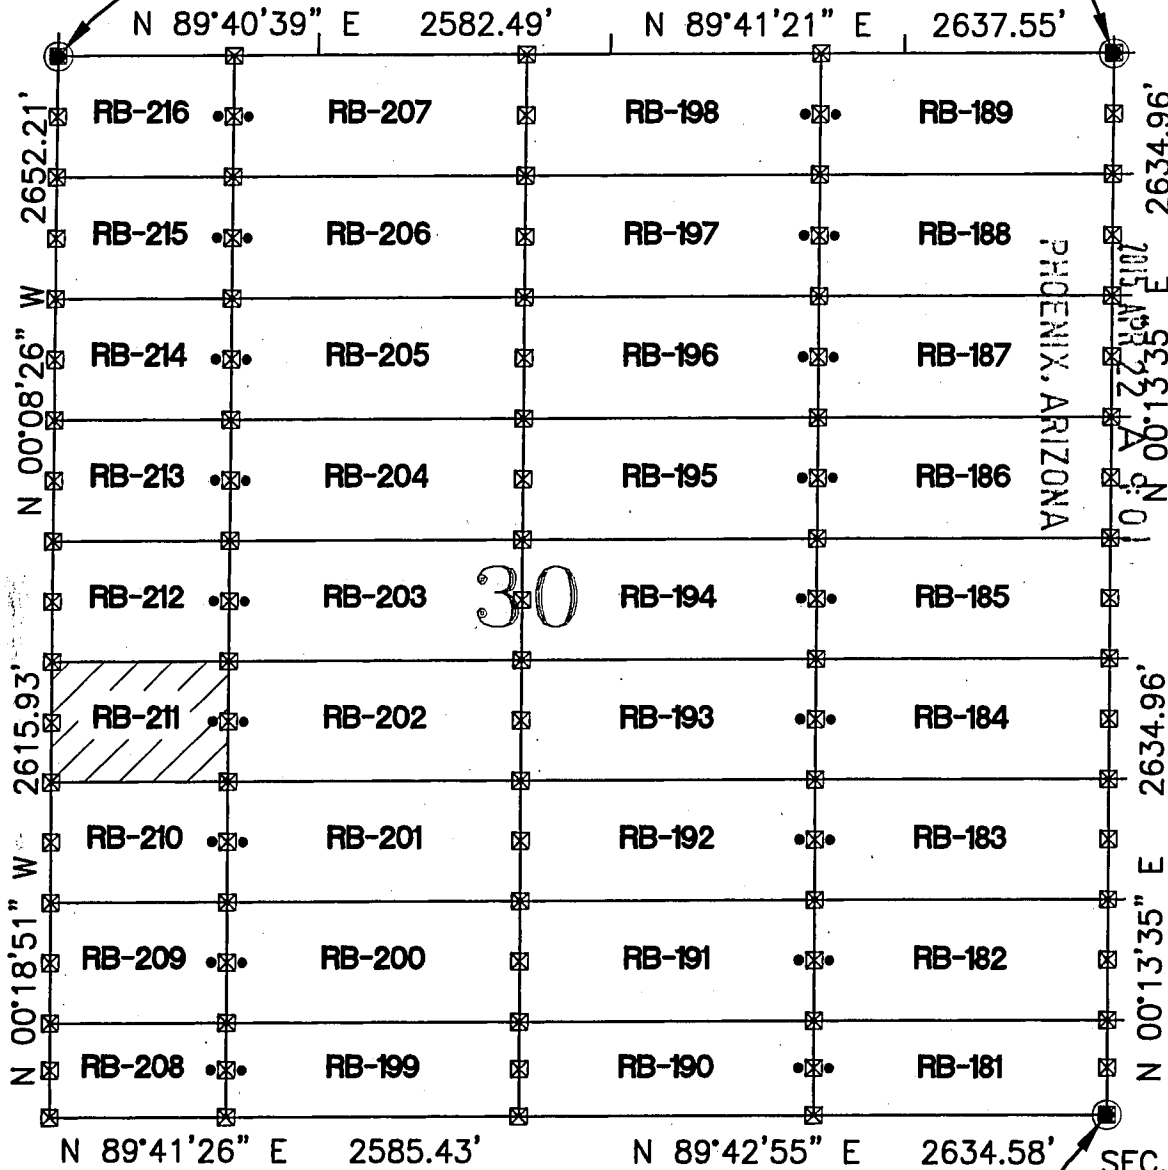 N 89°40'39" E 2582.49' N 89°41'21" E 2637.55'
RB-216 RB-207 RB-198 RB-189
RB-215 RB-206 RB-197 RB-188
RB-214 RB-205 RB-196 RB-187
RB-213 RB-204 RB-195 RB-186
RB-212 RB-203 RB-194 RB-185
30
RB-211 RB-202 RB-193 RB-184
RB-210 RB-201 RB-192 RB-183
RB-209 RB-200 RB-191 RB-182
RB-208 RB-199 RB-190 RB-181
N 00°08'26" W 2652.21'
N 00°18'51" W 2615.93'
N 00°13'35" E 2634.96'
N 00°13'35" E 2634.96'
2015 APR 22 A 9:01
PHOENIX, ARIZONA
N 89°41'26" E 2585.43' N 89°42'55" E 2634.58'
SEC.